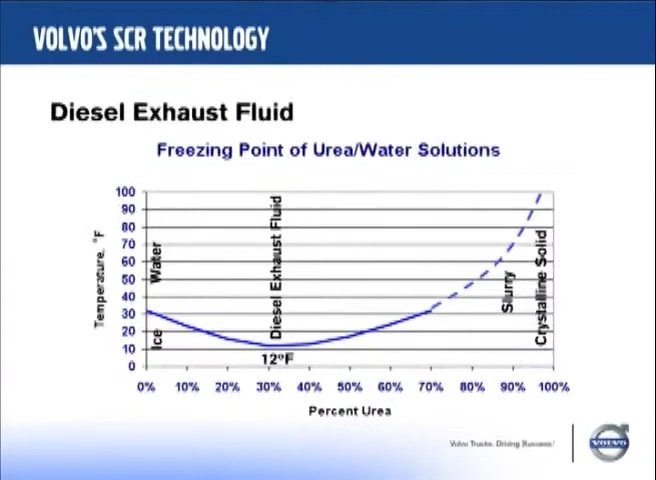 VOLVO'S SCR TECHNOLOGY
Diesel Exhaust Fluid
Freezing Point of Urea/Water Solutions
Temperature, °F
100
90
80
70
60
50
40
30
20
10
0
Water
Ice
Diesel Exhaust Fluid
12°F
Slurry
Crystalline Solid
0% 10% 20% 30% 40% 50% 60% 70% 80% 90% 100%
Percent Urea
Volvo Trucks. Driving Success.
VOLVO